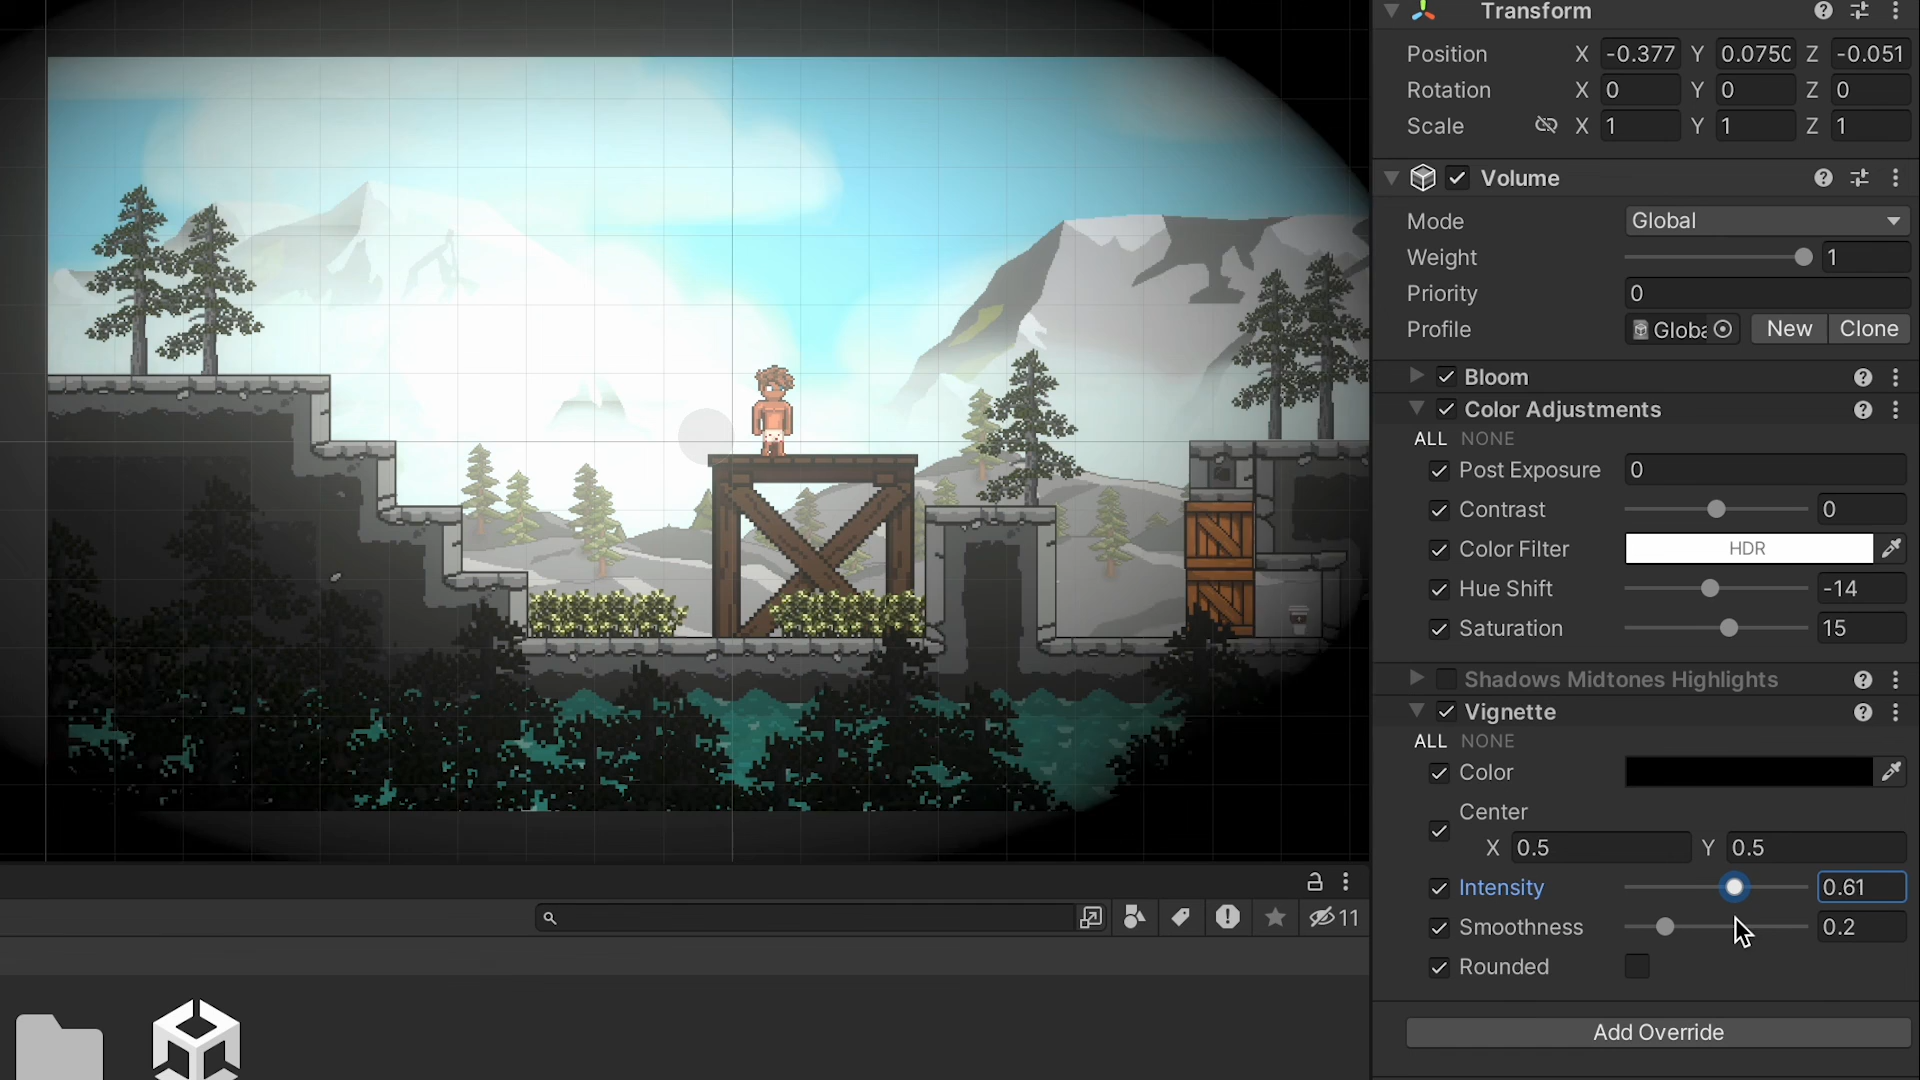 Transform
Position X -0.377 Y 0.0750 Z -0.051
Rotation X 0 Y 0 Z 0
Scale X 1 Y 1 Z 1
Volume
Mode Global
Weight 1
Priority 0
Profile Globa New Clone
Bloom
Color Adjustments
ALL NONE
Post Exposure 0
Contrast 0
Color Filter HDR
Hue Shift -14
Saturation 15
Shadows Midtones Highlights
Vignette
ALL NONE
Color
Center
X 0.5 Y 0.5
Intensity 0.61
Smoothness 0.2
Rounded
Add Override
11